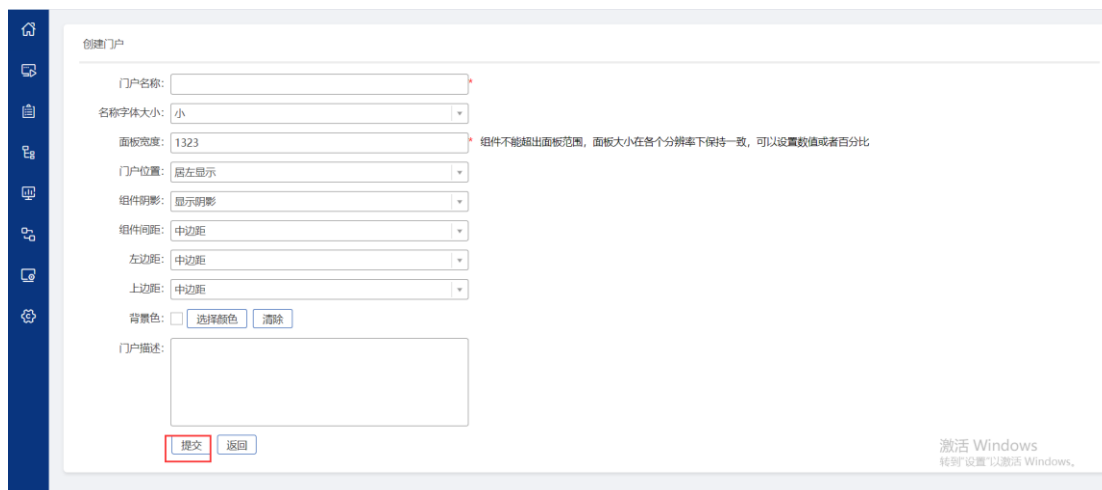 创建门户
门户名称: *
名称字体大小: 小
面板宽度: 1323 * 组件不能超出面板范围，面板大小在各个分辨率下保持一致，可以设置数值或者百分比
门户位置: 居左显示
组件阴影: 显示阴影
组件间距: 中边距
左边距: 中边距
上边距: 中边距
背景色: 选择颜色 清除
门户描述:
提交 返回
激活 Windows
转到"设置"以激活 Windows。